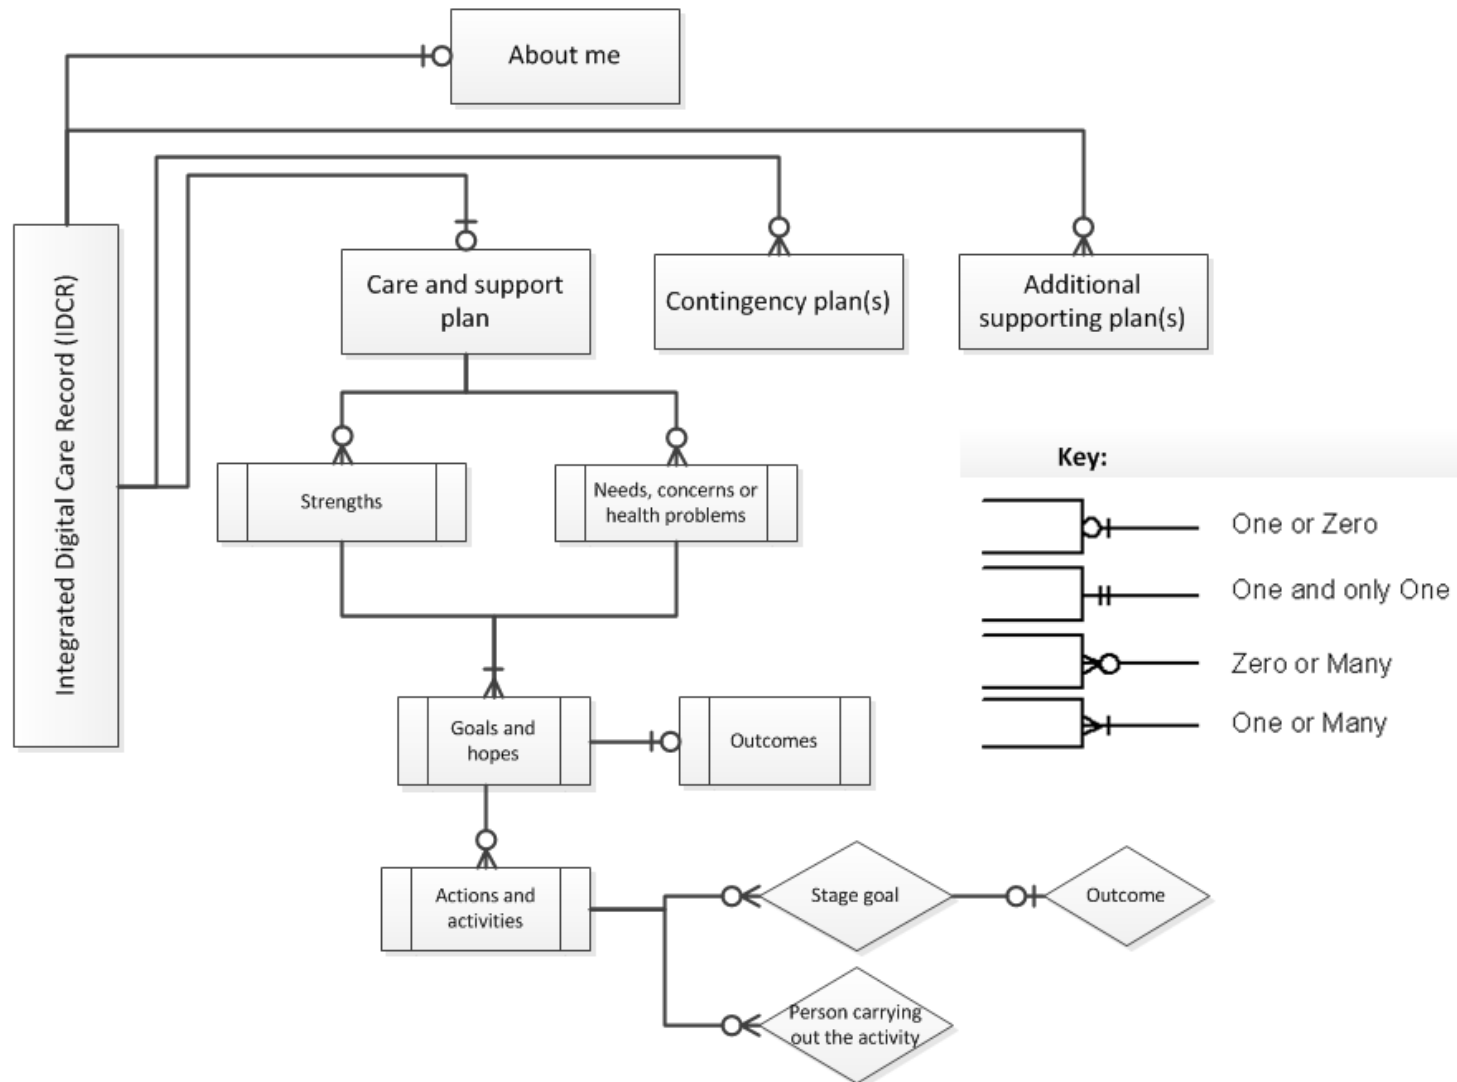 About me
Integrated Digital Care Record (IDCR)
Care and support
plan
Contingency plan(s)
Additional
supporting plan(s)
Strengths
Needs, concerns or
health problems
Key:
One or Zero
One and only One
Zero or Many
One or Many
Goals and
hopes
Outcomes
Actions and
activities
Stage goal
Outcome
Person carrying
out the activity